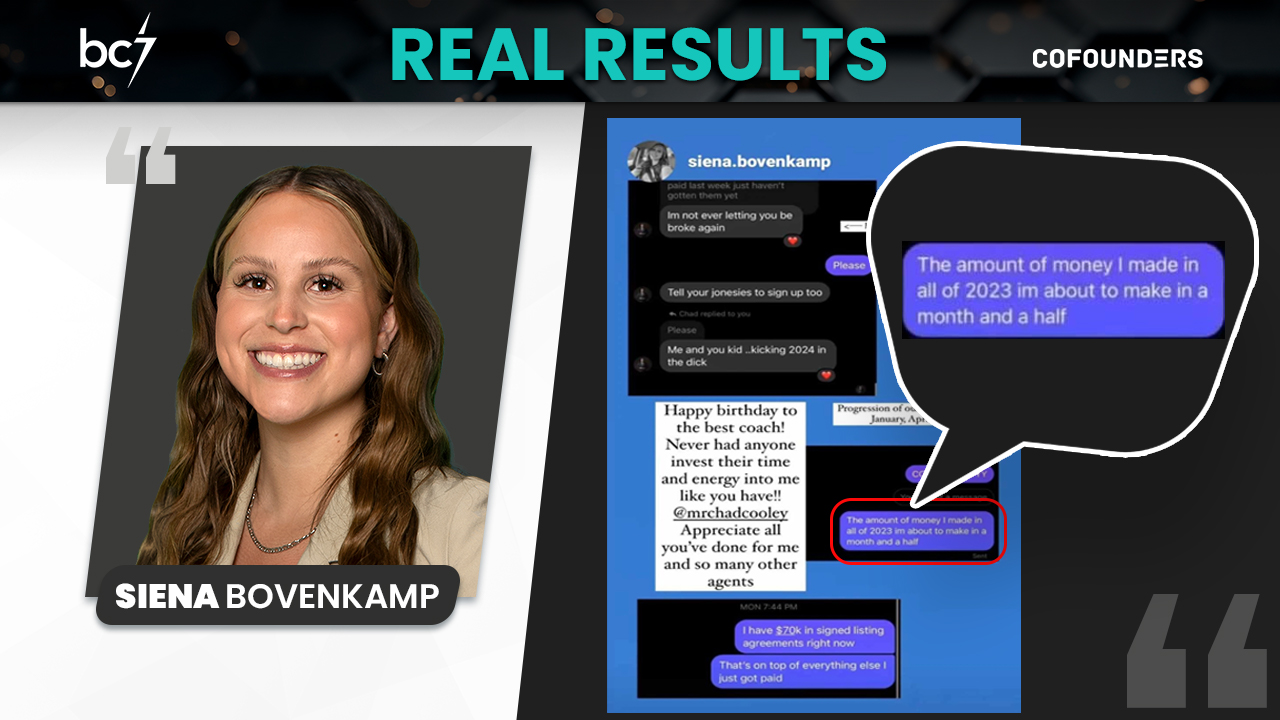 bc7
REAL RESULTS
COFOUNDERS
SIENA BOVENKAMP
siena.bovenkamp
paid last week just haven't
gotten them yet
Im not ever letting you be
broke again
Please
Tell your jonesies to sign up too
Chad replied to you
Please
Me and you kid ..kicking 2024 in
the dick
Happy birthday to
the best coach!
Never had anyone
invest their time
and energy into me
like you have!!
@mrchadcooley
Appreciate all
you've done for me
and so many other
agents
Progression of
January,
The amount of money I made in
all of 2023 im about to make in a
month and a half
Sent
The amount of money I made in
all of 2023 im about to make in a
month and a half
MON 7:44 PM
I have $70k in signed listing
agreements right now
That's on top of everything else I
just got paid